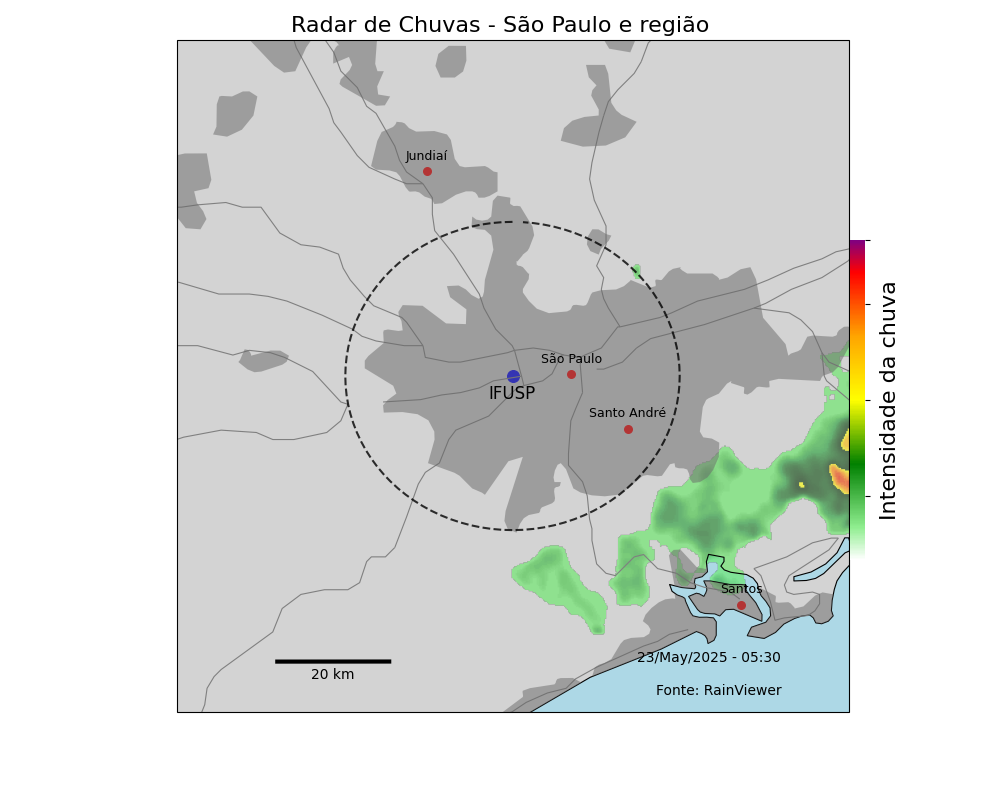 Radar de Chuvas - São Paulo e região
Jundiaí
São Paulo
IFUSP
Santo André
Intensidade da chuva
Santos
23/May/2025 - 05:30
20 km
Fonte: RainViewer